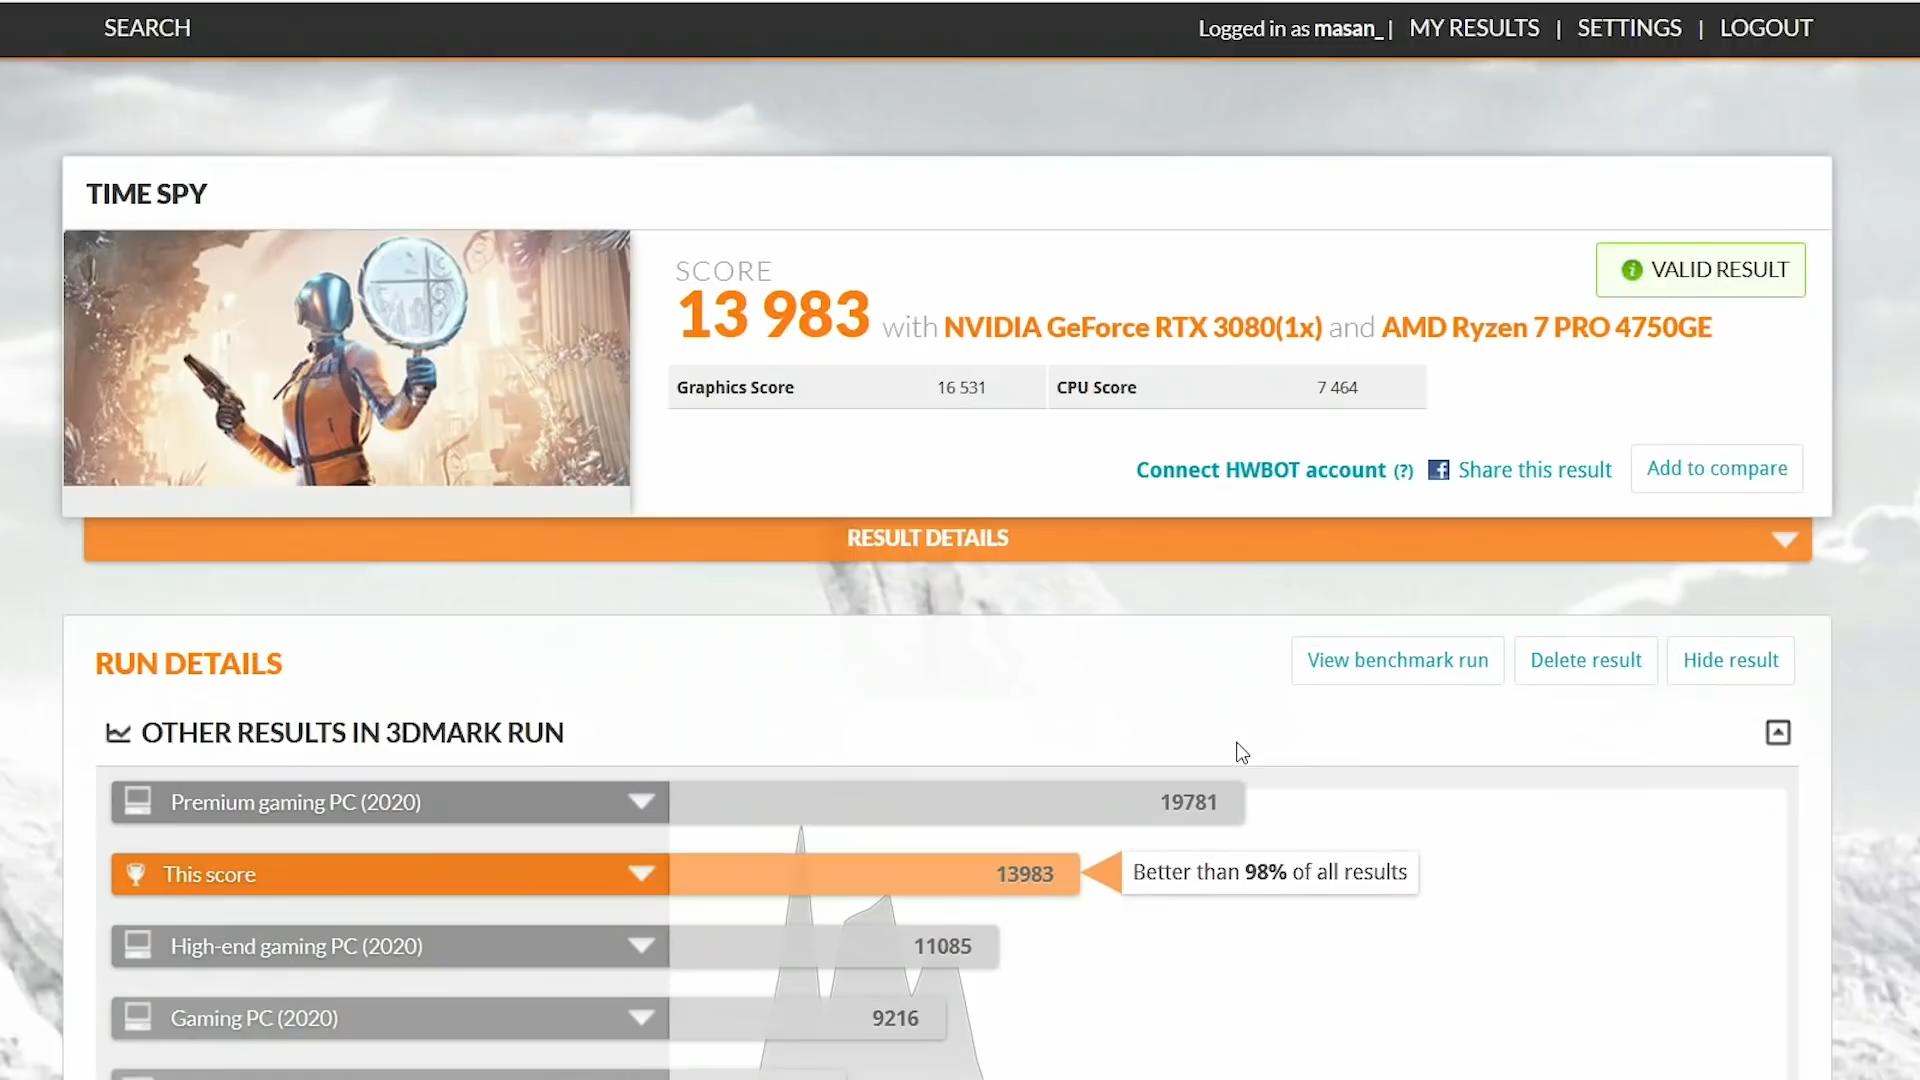 SEARCH
Logged in as masan_ | MY RESULTS | SETTINGS | LOGOUT
TIME SPY
VALID RESULT
SCORE
13 983 with NVIDIA GeForce RTX 3080(1x) and AMD Ryzen 7 PRO 4750GE
Graphics Score 16 531 CPU Score 7 464
Connect HWBOT account (?) Share this result Add to compare
RESULT DETAILS
RUN DETAILS
View benchmark run Delete result Hide result
OTHER RESULTS IN 3DMARK RUN
Premium gaming PC (2020) 19781
This score 13983 Better than 98% of all results
High-end gaming PC (2020) 11085
Gaming PC (2020) 9216